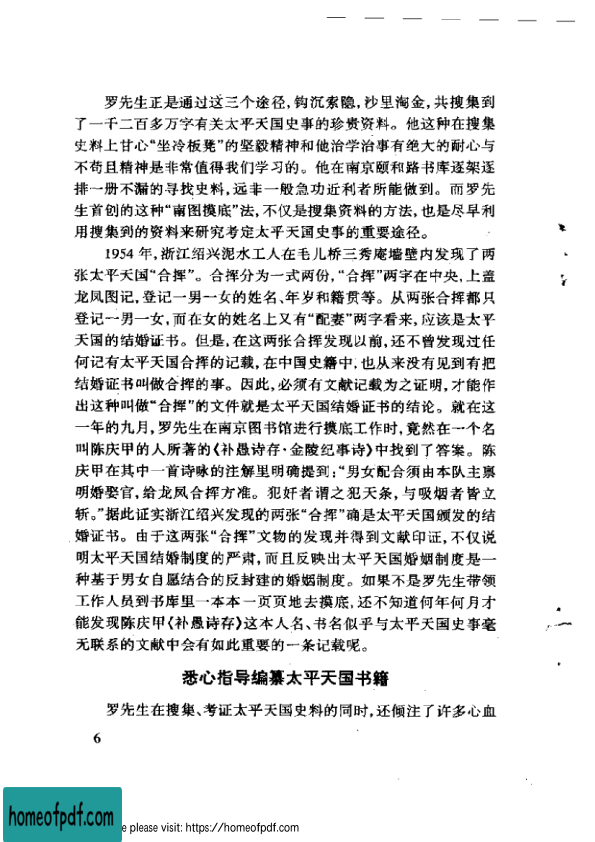 罗先生正是通过这三个途径,钩沉索隐,沙里淘金,共搜集到
了一千二百多万字有关太平天国史事的珍贵资料。他这种在搜集
史料上甘心“坐冷板凳”的坚毅精神和他治学治事有绝大的耐心与
不苟且精神是非常值得我们学习的。他在南京颐和路书库逐架逐
排一册不漏的寻找史料,远非一般急功近利者所能做到。而罗先
生首创的这种“南图摸底”法,不仅是搜集资料的方法,也是尽早利
用搜集到的资料来研究考定太平天国史事的重要途径。
1954年,浙江绍兴泥水工人在毛儿桥三秀庵墙壁内发现了两
张太平天国“合挥”。合挥分为一式两份,“合挥”两字在中央,上盖
龙凤图记,登记一男一女的姓名、年岁和籍贯等。从两张合挥都只
登记一男一女,而在女的姓名上又有“配妻”两字看来,应该是太平
天国的结婚证书。但是,在这两张合挥发现以前,还不曾发现过任
何记有太平天国合挥的记载,在中国史籍中,也从来没有见到有把
结婚证书叫做合挥的事。因此,必须有文献记载为之证明,才能作
出这种叫做“合挥”的文件就是太平天国结婚证书的结论。就在这
一年的九月,罗先生在南京图书馆进行摸底工作时,竟然在一个名
叫陈庆甲的人所著的《补愚诗存·金陵纪事诗》中找到了答案。陈
庆甲在其中一首诗咏的注解里明确提到:“男女配合须由本队主禀
明婚娶官,给龙凤合挥方准。犯奸者谓之犯天条,与吸烟者皆立
斩。”据此证实浙江绍兴发现的两张“合挥”确是太平天国颁发的结
婚证书。由于这两张“合挥”文物的发现并得到文献印证,不仅说
明太平天国结婚制度的严肃,而且反映出太平天国婚姻制度是一
种基于男女自愿结合的反封建的婚姻制度。如果不是罗先生带领
工作人员到书库里一本本一页页地去摸底,还不知道何年何月才
能发现陈庆甲《补愚诗存》这本人名、书名似乎与太平天国史事毫
无联系的文献中会有如此重要的一条记载呢。
悉心指导编纂太平天国书籍
罗先生在搜集、考证太平天国史料的同时,还倾注了许多心血
6
homeofpdf.com
e please visit: https://homeofpdf.com